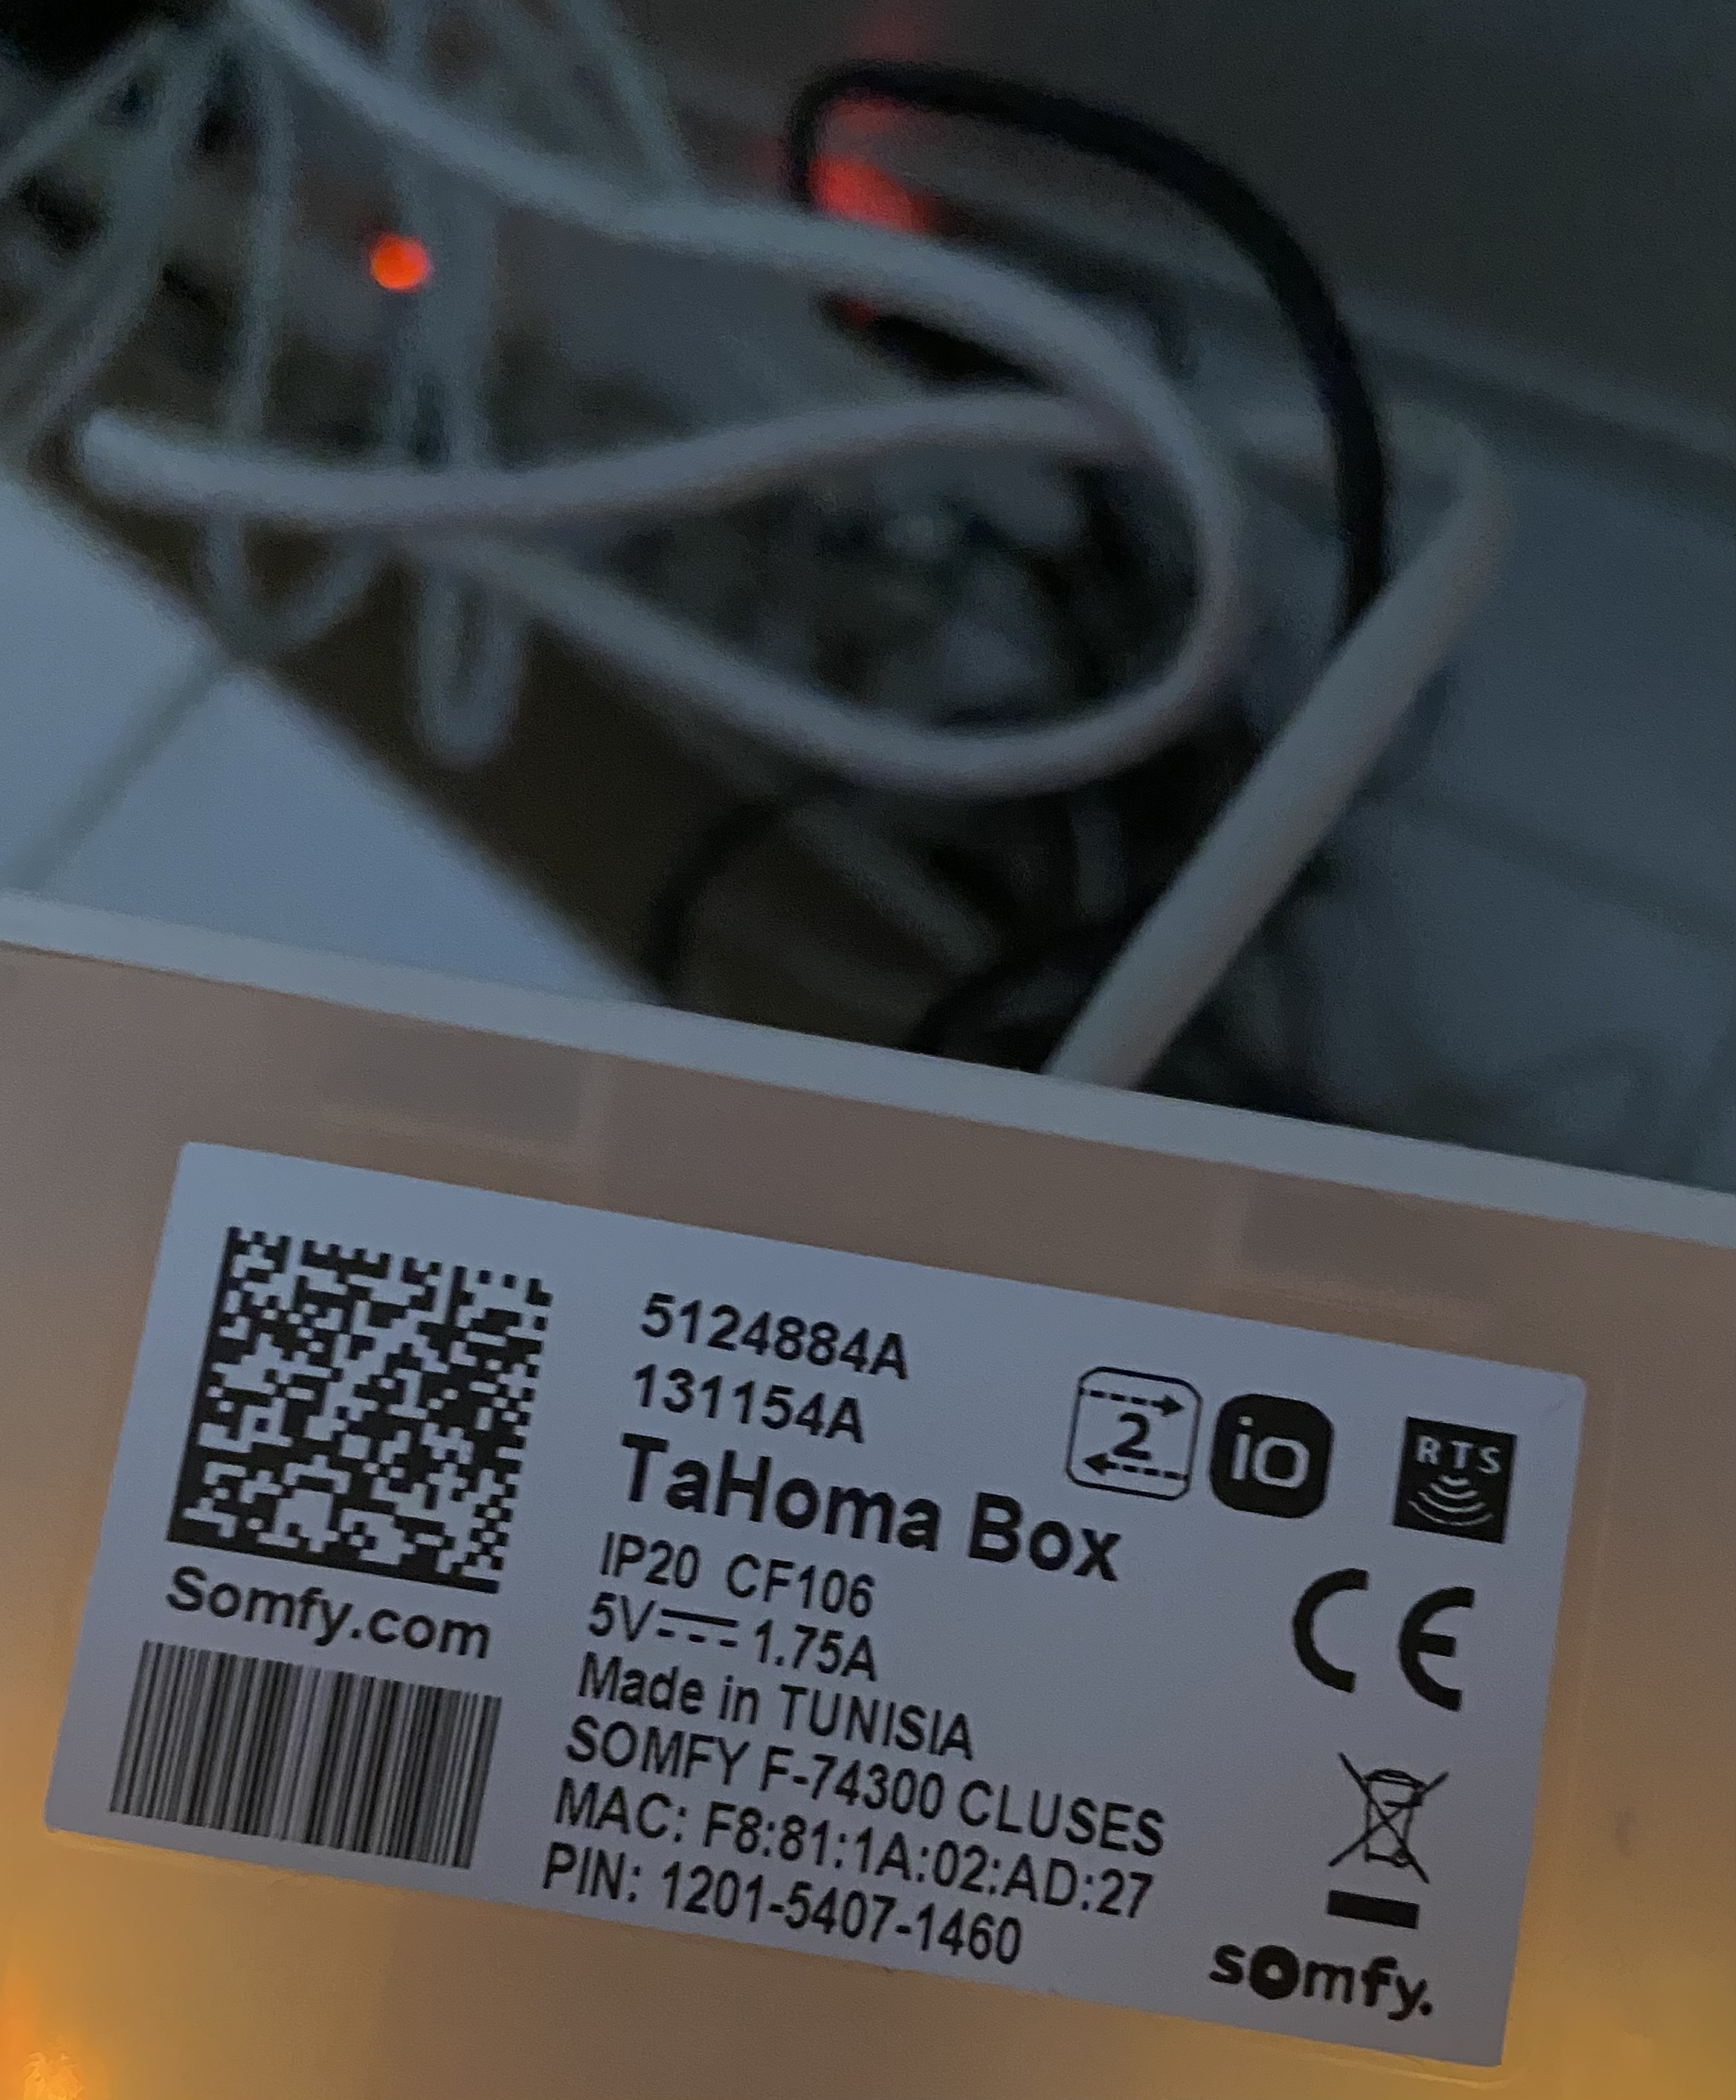 5124884A
131154A
TaHoma Box
IP20 CF106
5V 1.75A
Made in TUNISIA
SOMFY F-74300 CLUSES
MAC: F8:81:1A:02:AD:27
PIN: 1201-5407-1460
Somfy.com
2
io
RTS
CE
somfy.